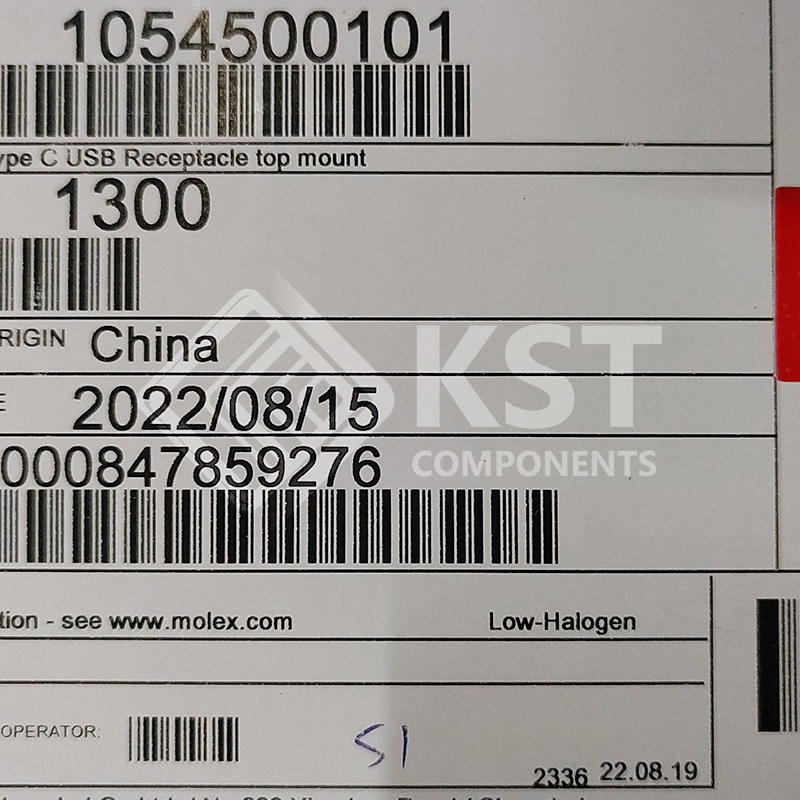 1054500101
ype C USB Receptacle top mount
1300
RIGIN China
E 2022/08/15
000847859276
KST
COMPONENTS
tion - see www.molex.com Low-Halogen
OPERATOR: S1
2336 22.08.19